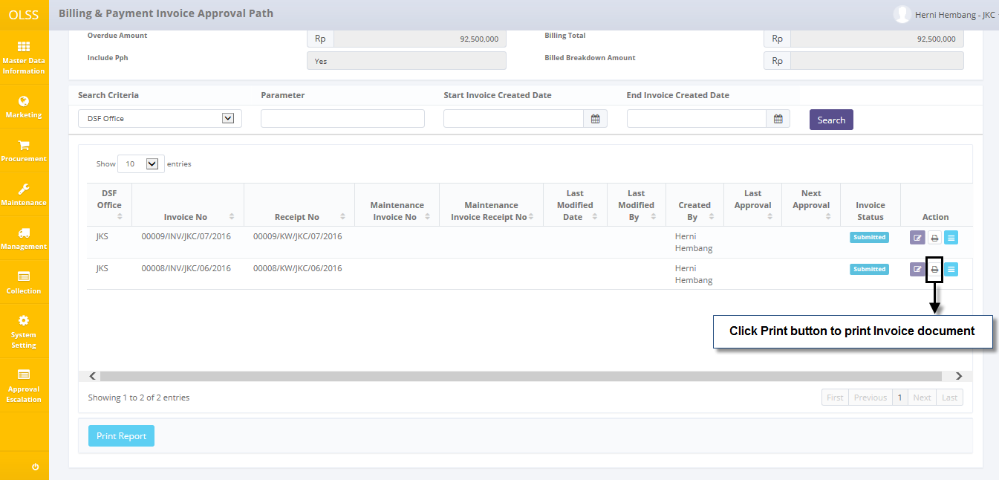 OLSS
Billing & Payment Invoice Approval Path
Herni Hembang - JKC
Master Data
Information
Marketing
Procurement
Maintenance
Management
Collection
System
Setting
Approval
Escalation
Overdue Amount
Rp
92,500,000
Billing Total
Rp
92,500,000
Include Pph
Yes
Billed Breakdown Amount
Rp
Search Criteria
Parameter
Start Invoice Created Date
End Invoice Created Date
DSF Office
Search
Show 10 entries
DSF
Office
Invoice No
Receipt No
Maintenance
Invoice No
Maintenance
Invoice Receipt No
Last
Modified
Date
Last
Modified
By
Created
By
Last
Approval
Next
Approval
Invoice
Status
Action
JKS 00009/INV/JKC/07/2016 00009/KW/JKC/07/2016 Herni Submitted
Hembang
JKS 00008/INV/JKC/06/2016 00008/KW/JKC/06/2016 Herni Submitted
Hembang
Click Print button to print Invoice document
Showing 1 to 2 of 2 entries
First Previous 1 Next Last
Print Report